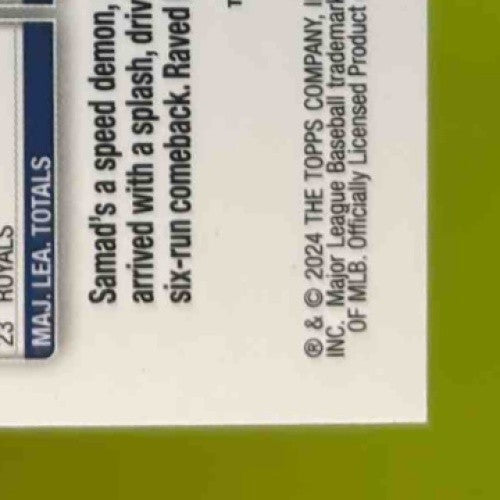 23 ROYALS
MAJ. LEA. TOTALS
Samad's a speed demon,
arrived with a splash, driv
six-run comeback. Raved
® & © 2024 THE TOPPS COMPANY, I
INC. Major League Baseball trademark
OF MLB. Officially Licensed Product